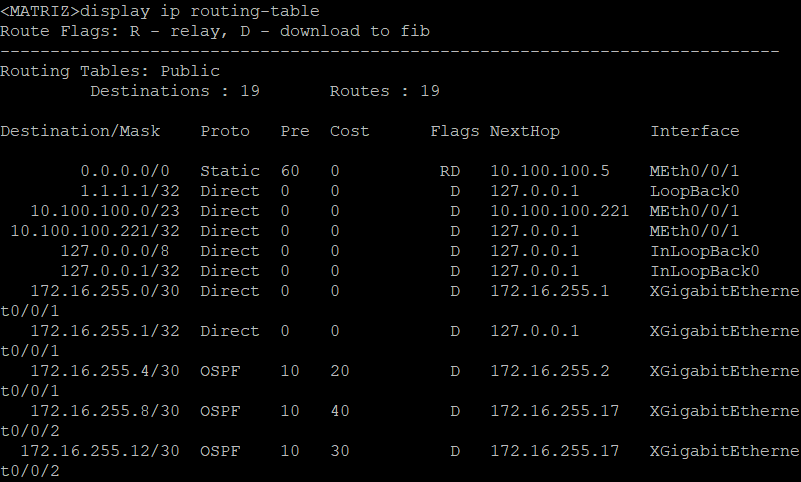 <MATRIZ>display ip routing-table
Route Flags: R - relay, D - download to fib
------------------------------------------------------------------------------
Routing Tables: Public
         Destinations : 19       Routes : 19

Destination/Mask    Proto   Pre  Cost         Flags NextHop         Interface

        0.0.0.0/0   Static  60   0             RD   10.100.100.5    MEth0/0/1
        1.1.1.1/32  Direct  0    0              D   127.0.0.1       LoopBack0
   10.100.100.0/23  Direct  0    0              D   10.100.100.221  MEth0/0/1
 10.100.100.221/32  Direct  0    0              D   127.0.0.1       MEth0/0/1
      127.0.0.0/8   Direct  0    0              D   127.0.0.1       InLoopBack0
      127.0.0.1/32  Direct  0    0              D   127.0.0.1       InLoopBack0
   172.16.255.0/30  Direct  0    0              D   172.16.255.1    XGigabitEtherne
t0/0/1
   172.16.255.1/32  Direct  0    0              D   127.0.0.1       XGigabitEtherne
t0/0/1
   172.16.255.4/30  OSPF    10   20             D   172.16.255.2    XGigabitEtherne
t0/0/1
   172.16.255.8/30  OSPF    10   40             D   172.16.255.17   XGigabitEtherne
t0/0/2
  172.16.255.12/30  OSPF    10   30             D   172.16.255.17   XGigabitEtherne
t0/0/2